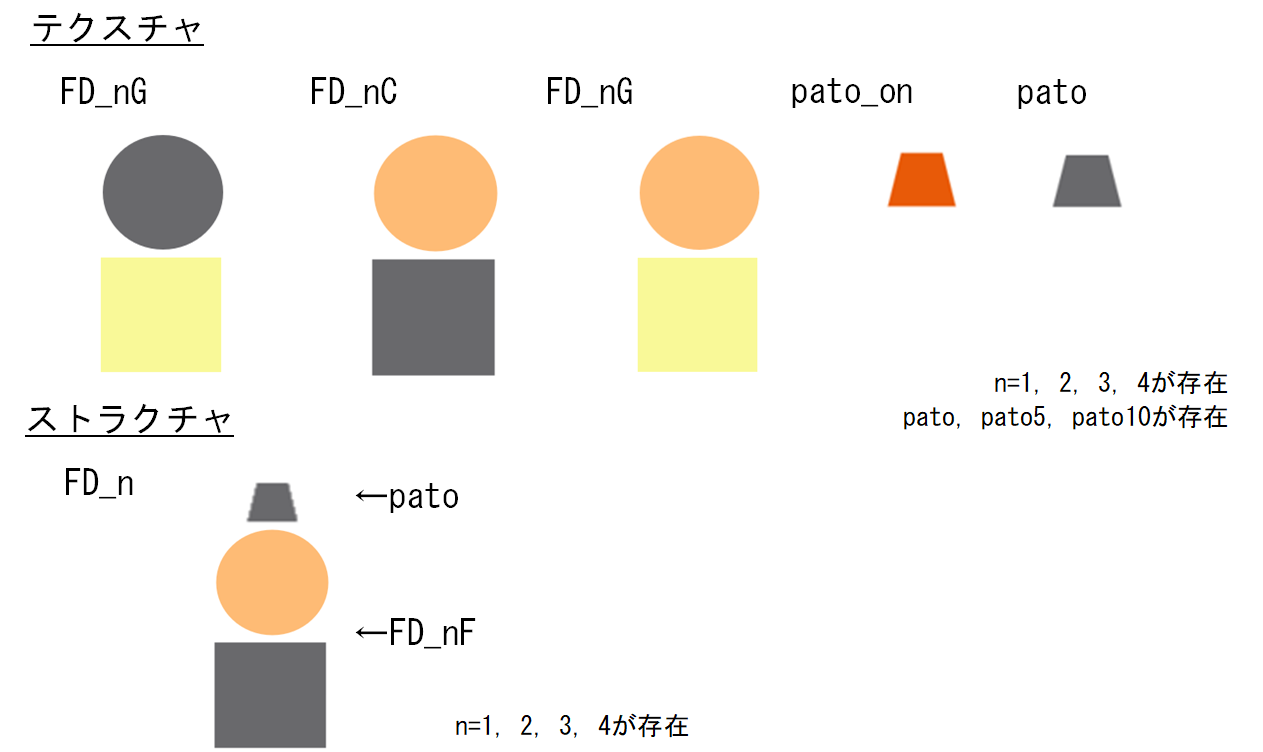 テクスチャ
FD_nG FD_nC FD_nG pato_on pato
n=1, 2, 3, 4が存在
pato, pato5, pato10が存在
ストラクチャ
FD_n ←pato
←FD_nF
n=1, 2, 3, 4が存在